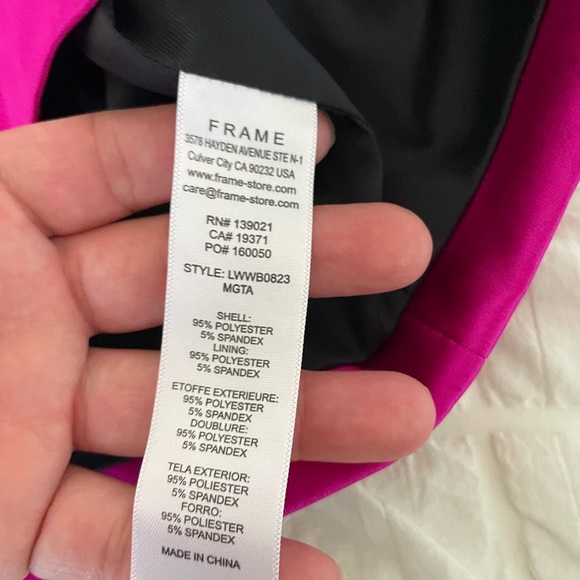 FRAME
3578 HAYDEN AVENUE STE N-1
Culver City CA 90232 USA
www.frame-store.com
care@frame-store.com
RN# 139021
CA# 19371
PO# 160050
STYLE: LWWB0823
MGTA
SHELL:
95% POLYESTER
5% SPANDEX
LINING:
95% POLYESTER
5% SPANDEX
ETOFFE EXTERIEURE:
95% POLYESTER
5% SPANDEX
DOUBLURE:
95% POLYESTER
5% SPANDEX
TELA EXTERIOR:
95% POLIESTER
5% SPANDEX
FORRO:
95% POLIESTER
5% SPANDEX
MADE IN CHINA